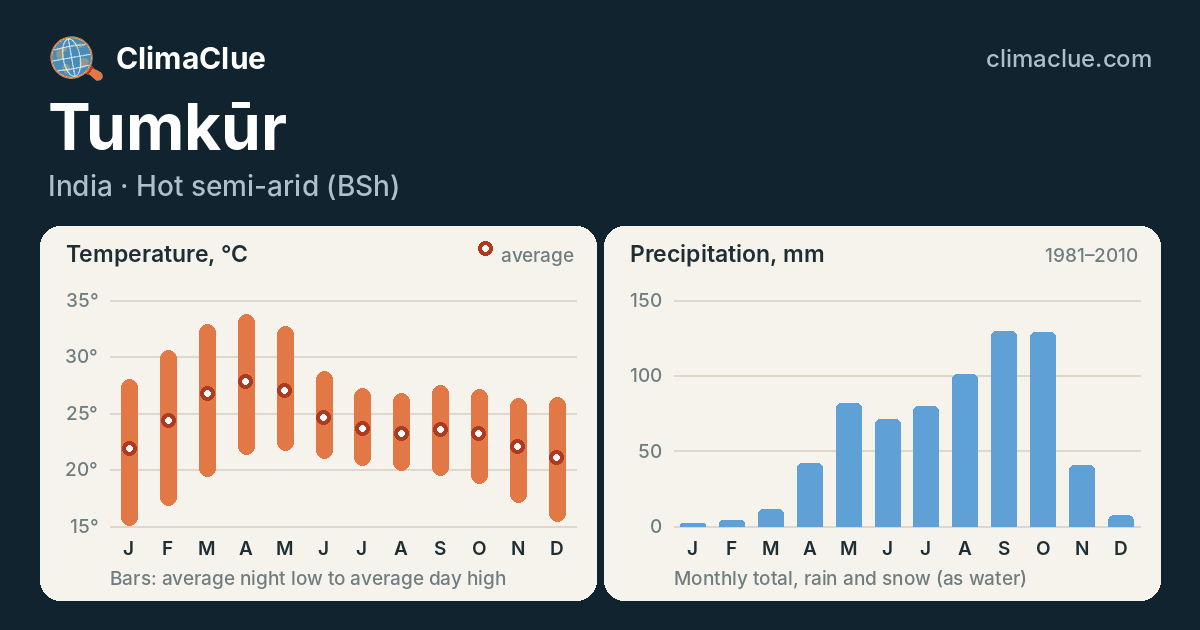 ClimaClue
climaclue.com
Tumkūr
India · Hot semi-arid (BSh)
Temperature, °C
average
35°
30°
25°
20°
15°
J F M A M J J A S O N D
Bars: average night low to average day high
Precipitation, mm
1981–2010
150
100
50
0
J F M A M J J A S O N D
Monthly total, rain and snow (as water)